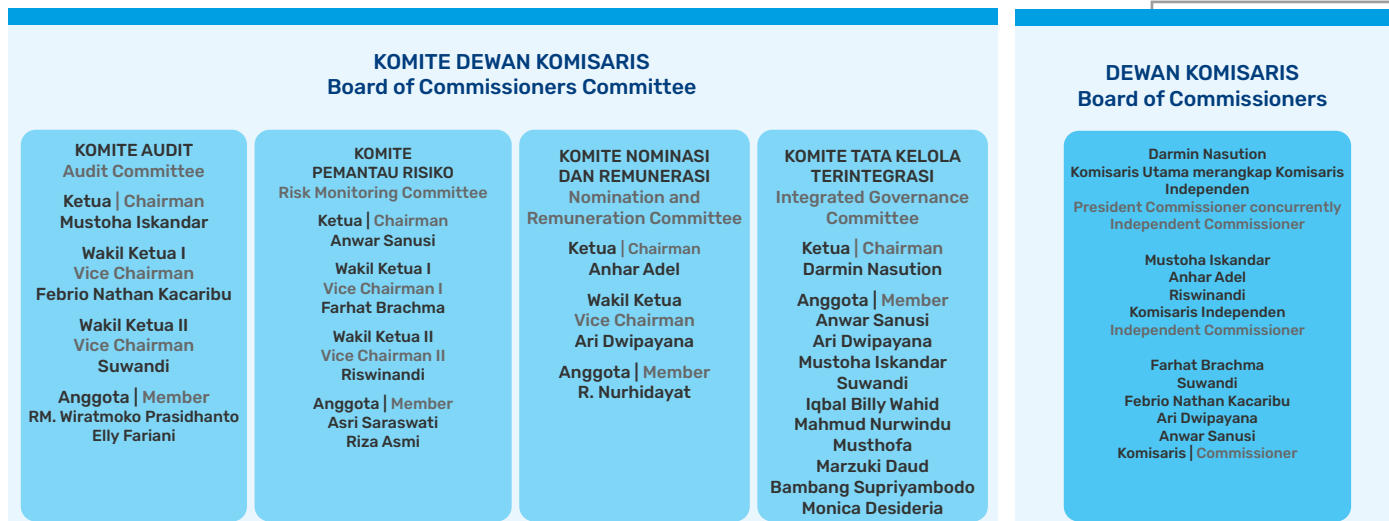 KOMITE DEWAN KOMISARIS
Board of Commissioners Committee
KOMITE AUDIT
Audit Committee
Ketua | Chairman
Mustoha Iskandar
Wakil Ketua I
Vice Chairman
Febrio Nathan Kacaribu
Wakil Ketua II
Vice Chairman
Suwandi
Anggota | Member
RM. Wiratmoko Prasidhanto
Elly Fariani
KOMITE
PEMANTAU RISIKO
Risk Monitoring Committee
Ketua | Chairman
Anwar Sanusi
Wakil Ketua I
Vice Chairman I
Farhat Brachma
Wakil Ketua II
Vice Chairman II
Riswinandi
Anggota | Member
Asri Saraswati
Riza Asmi
KOMITE NOMINASI
DAN REMUNERASI
Nomination and
Remuneration Committee
Ketua | Chairman
Anhar Adel
Wakil Ketua
Vice Chairman
Ari Dwipayana
Anggota | Member
R. Nurhidayat
KOMITE TATA KELOLA
TERINTEGRASI
Integrated Governance
Committee
Ketua | Chairman
Darmin Nasution
Anggota | Member
Anwar Sanusi
Ari Dwipayana
Mustoha Iskandar
Suwandi
Iqbal Billy Wahid
Mahmud Nurwindu
Musthofa
Marzuki Daud
Bambang Supriyambodo
Monica Desideria
DEWAN KOMISARIS
Board of Commissioners
Darmin Nasution
Komisaris Utama merangkap Komisaris
Independen
President Commissioner concurrently
Independent Commissioner
Mustoha Iskandar
Anhar Adel
Riswinandi
Komisaris Independen
Independent Commissioner
Farhat Brachma
Suwandi
Febrio Nathan Kacaribu
Ari Dwipayana
Anwar Sanusi
Komisaris | Commissioner